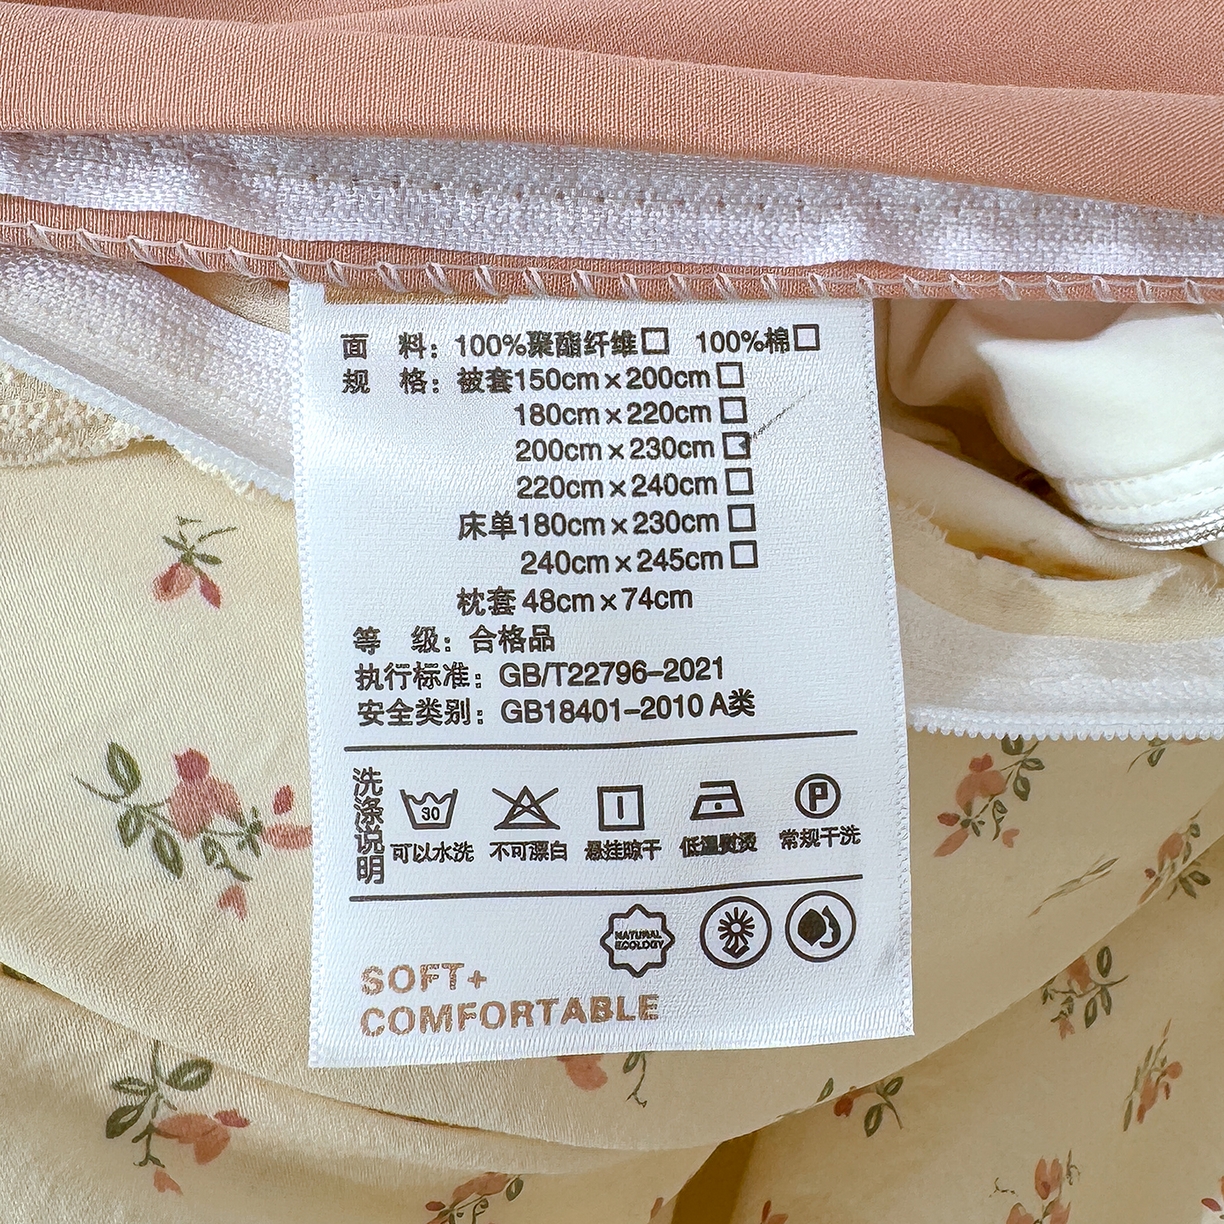 面 料：100%聚酯纤维□ 100%棉□
规 格：被套150cm×200cm□
180cm×220cm□
200cm×230cm□
220cm×240cm□
床单180cm×230cm□
240cm×245cm□
枕套 48cm×74cm
等 级：合格品
执行标准：GB/T22796-2021
安全类别：GB18401-2010 A类
洗涤说明
30
P
可以水洗 不可漂白 悬挂晾干 低温熨烫 常规干洗
NATURAL
ECOLOGY
SOFT+
COMFORTABLE